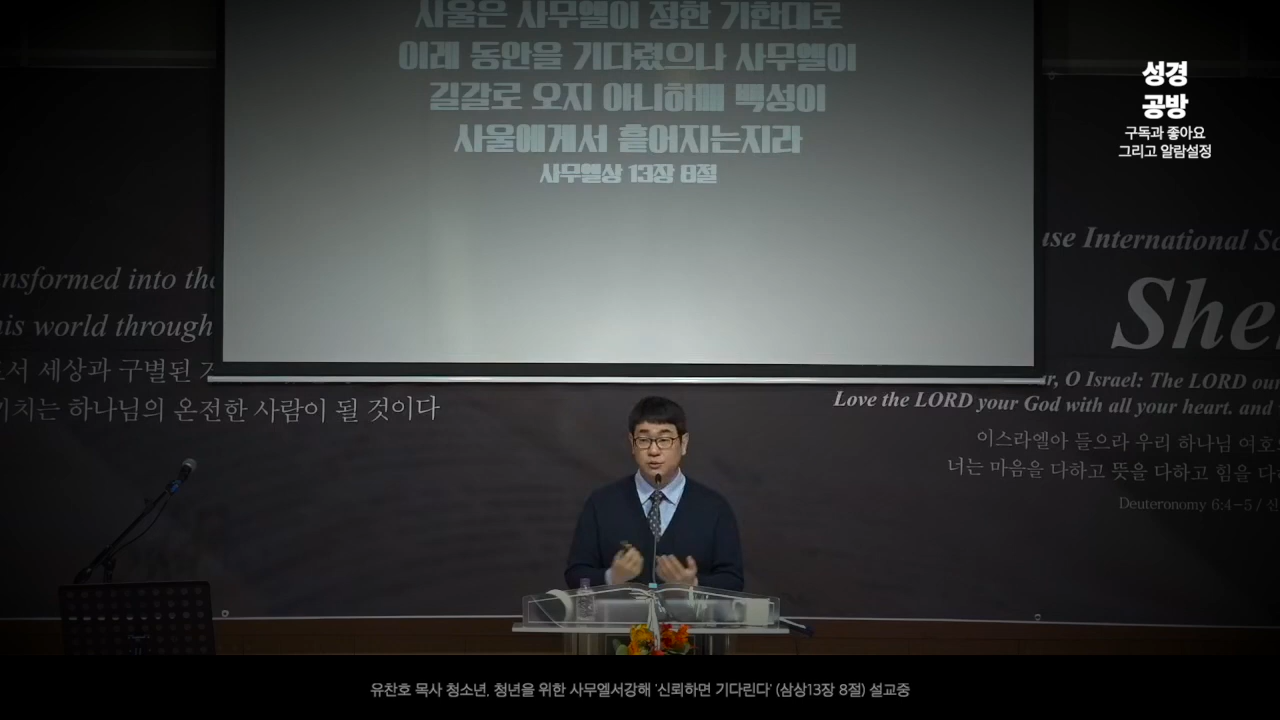 사울은 사무엘이 정한 기한대로
이레 동안을 기다렸으나 사무엘이
길갈로 오지 아니하매 백성이
사울에게서 흩어지는지라
사무엘상 13장 8절
성경
공방
구독과 좋아요
그리고 알람설정
nsformed into the
is world through
서 세상과 구별된
치는 하나님의 온전한 사람이 될 것이다
use International
She
r, O Israel: The LORD our
Love the LORD your God with all your heart. and
이스라엘아 들으라 우리 하나님 여호
너는 마음을 다하고 뜻을 다하고 힘을 다
Deuteronomy 6:4-5 /
유찬호 목사 청소년, 청년을 위한 사무엘서강해 '신뢰하면 기다린다' (삼상13장 8절) 설교중